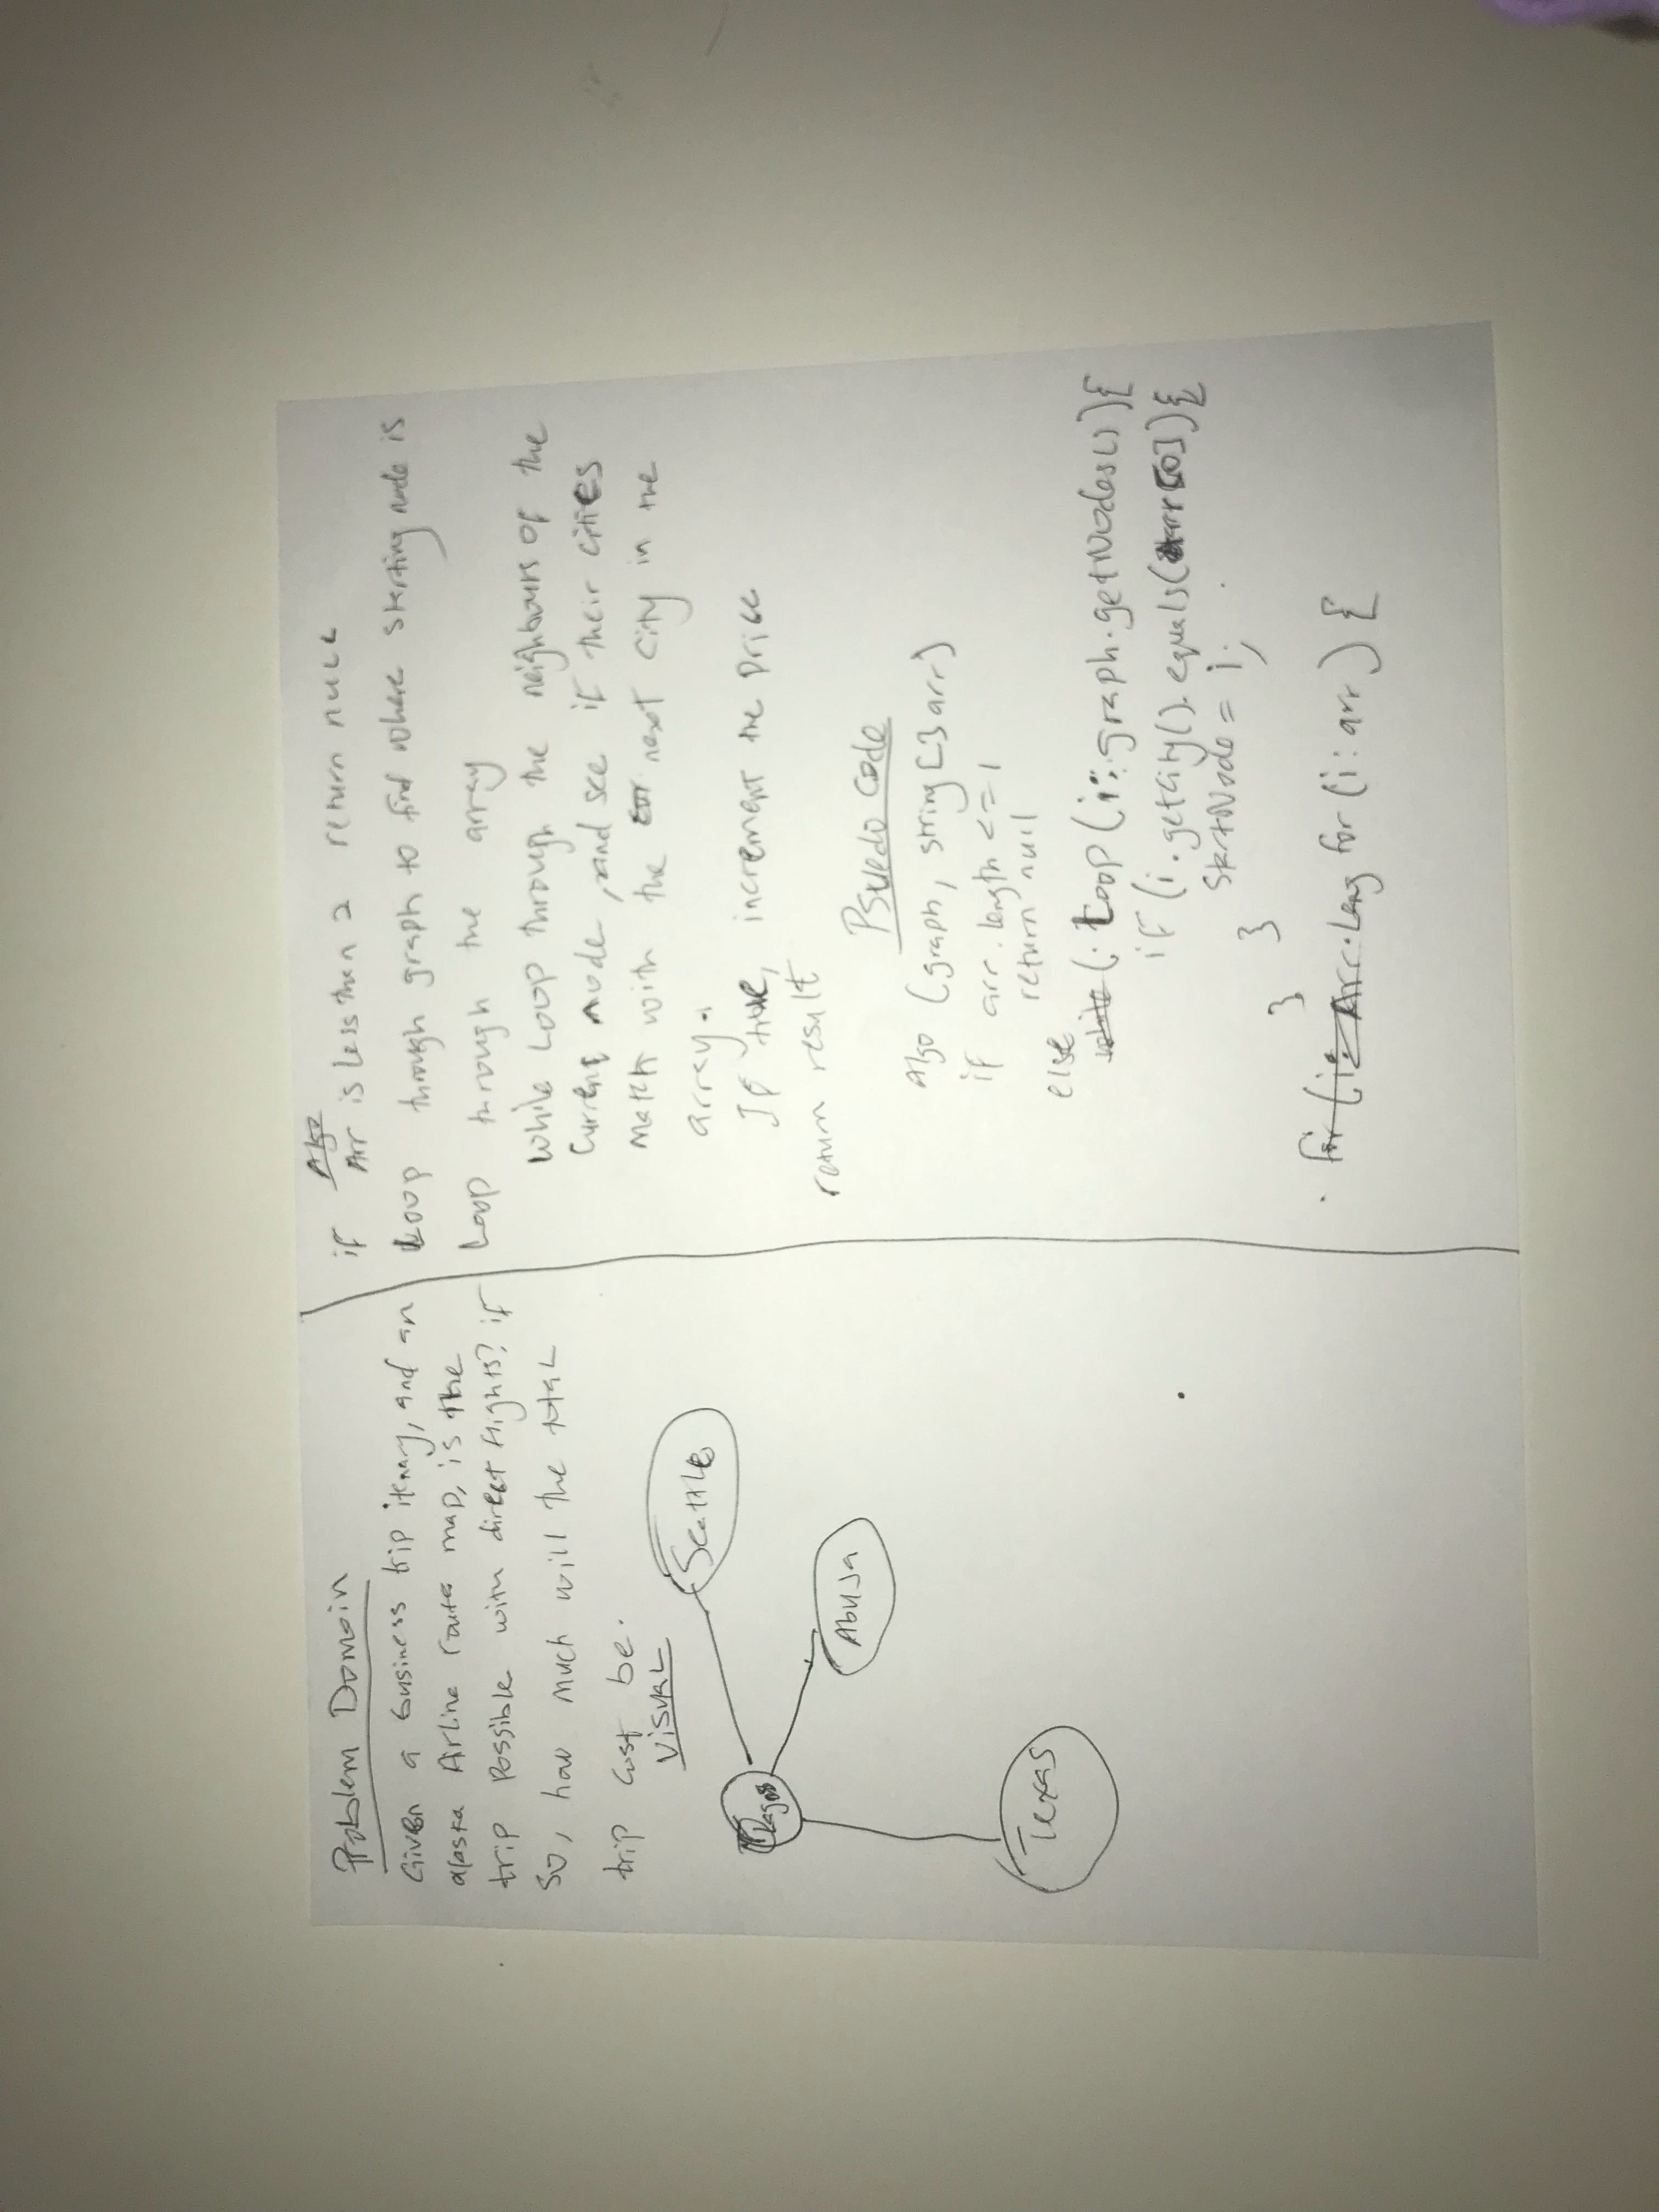 Problem Domain
Given a business trip itenary, and an
alaska Airline route map, is the
trip Possible with direct flights? if
so, how much will the total
trip cost be.
VisuaL
Lagos
Seattle
Abuja
Texas
Algo
if Arr is Less then 2 return null
Loop through graph to find where starting node is
Loop through the array
while Loop through the neighbours of the
Current node, and see if their cities
match with the next city in the
array.
If true, increment the price
return result
Psuedo Code
Algo (graph, string[] arr)
if arr.length <= 1
return null
else
Loop (i : graph.getNodes()){
if (i.getCity().equals(arr[0]){
startNode = i;
}
}
for (i: arr) {